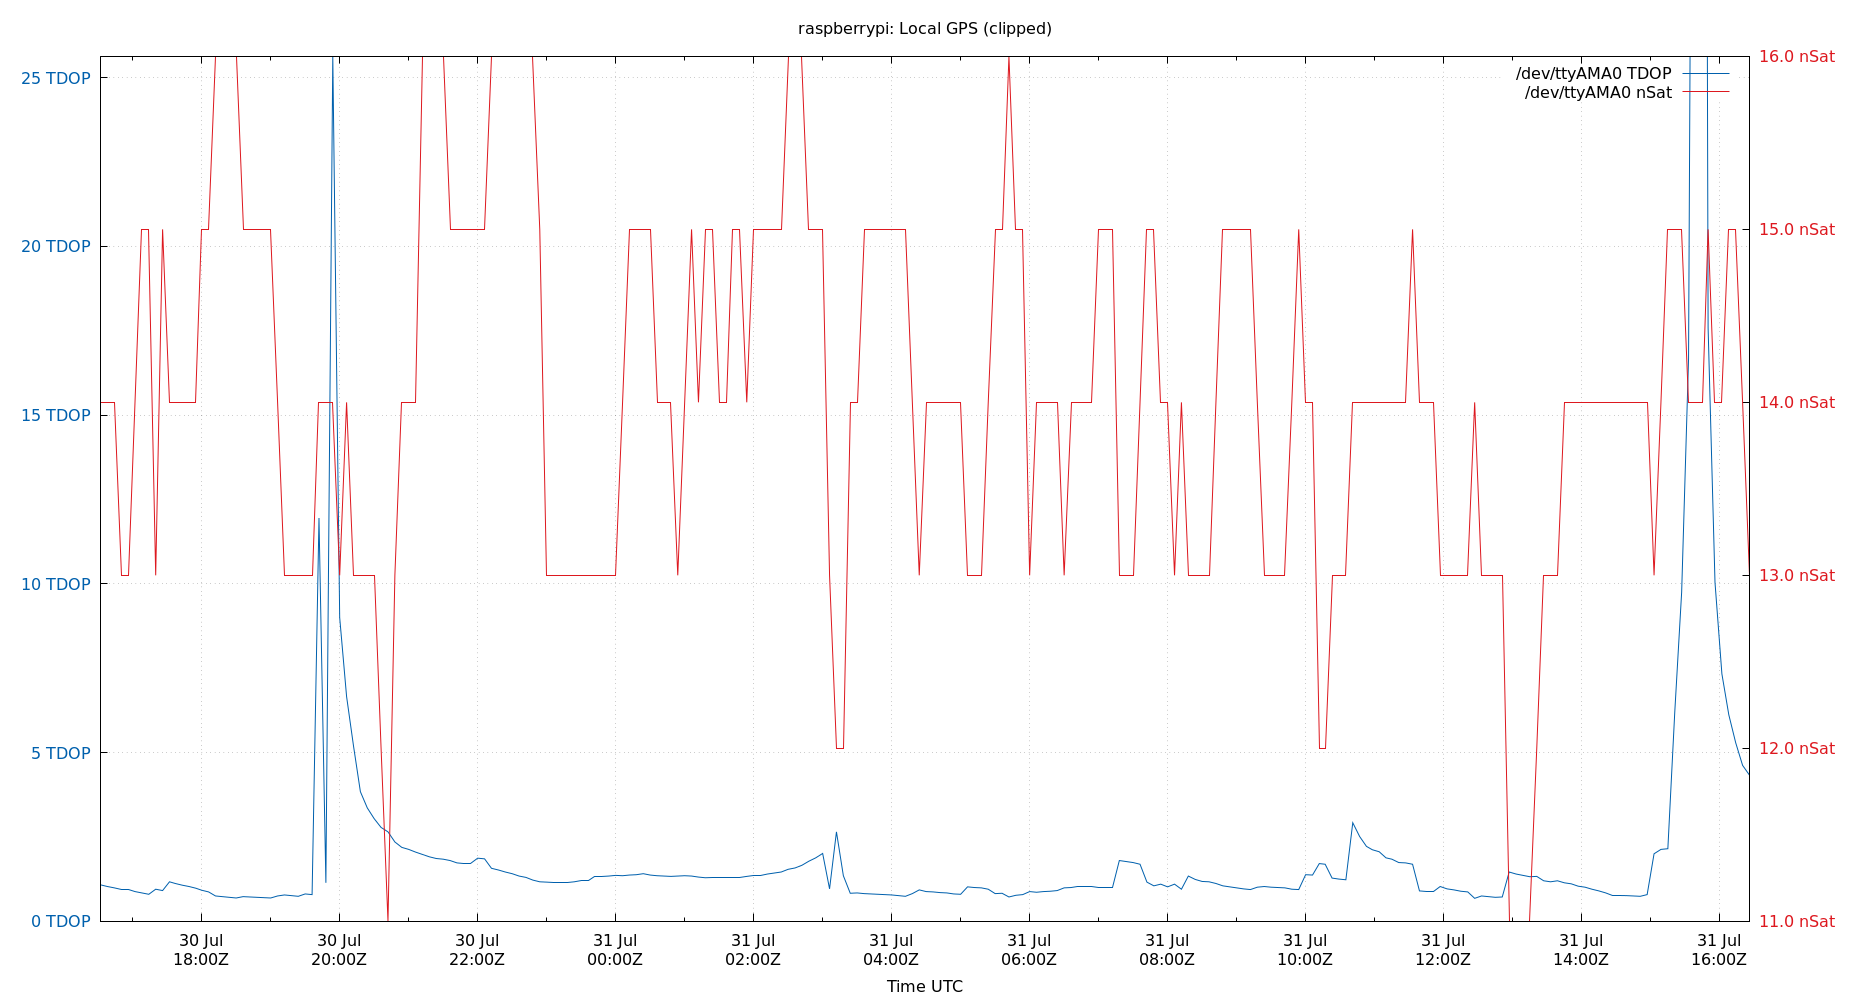 raspberrypi: Local GPS (clipped)
/dev/ttyAMA0 TDOP
/dev/ttyAMA0 nSat
25 TDOP
20 TDOP
15 TDOP
10 TDOP
5 TDOP
0 TDOP
16.0 nSat
15.0 nSat
14.0 nSat
13.0 nSat
12.0 nSat
11.0 nSat
30 Jul 18:00Z
30 Jul 20:00Z
30 Jul 22:00Z
31 Jul 00:00Z
31 Jul 02:00Z
31 Jul 04:00Z
31 Jul 06:00Z
31 Jul 08:00Z
31 Jul 10:00Z
31 Jul 12:00Z
31 Jul 14:00Z
31 Jul 16:00Z
Time UTC